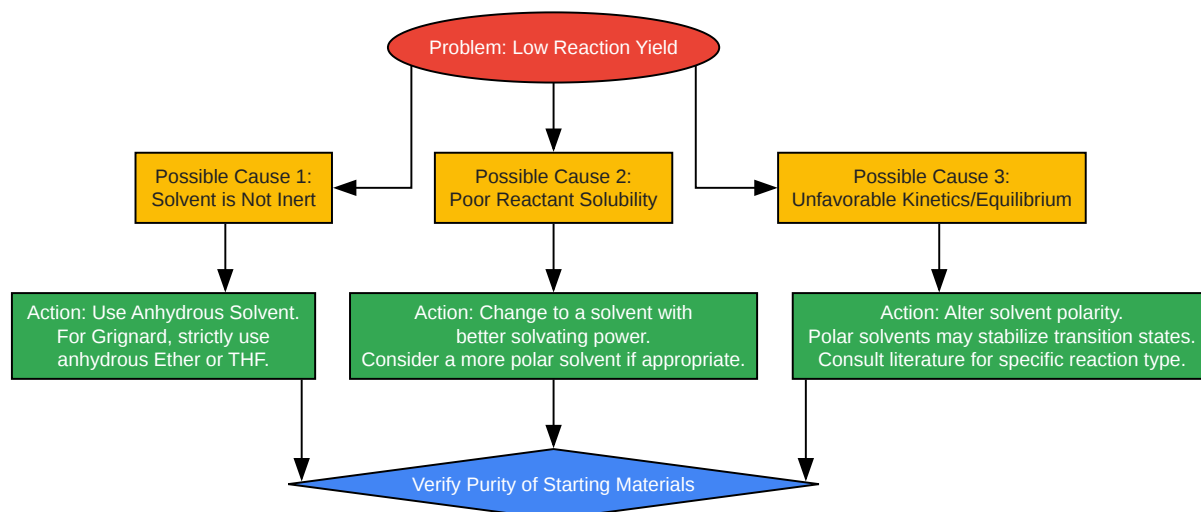 Problem: Low Reaction Yield
Possible Cause 1:
Solvent is Not Inert
Possible Cause 2:
Poor Reactant Solubility
Possible Cause 3:
Unfavorable Kinetics/Equilibrium
Action: Use Anhydrous Solvent.
For Grignard, strictly use
anhydrous Ether or THF.
Action: Change to a solvent with
better solvating power.
Consider a more polar solvent if appropriate.
Action: Alter solvent polarity.
Polar solvents may stabilize transition states.
Consult literature for specific reaction type.
Verify Purity of Starting Materials